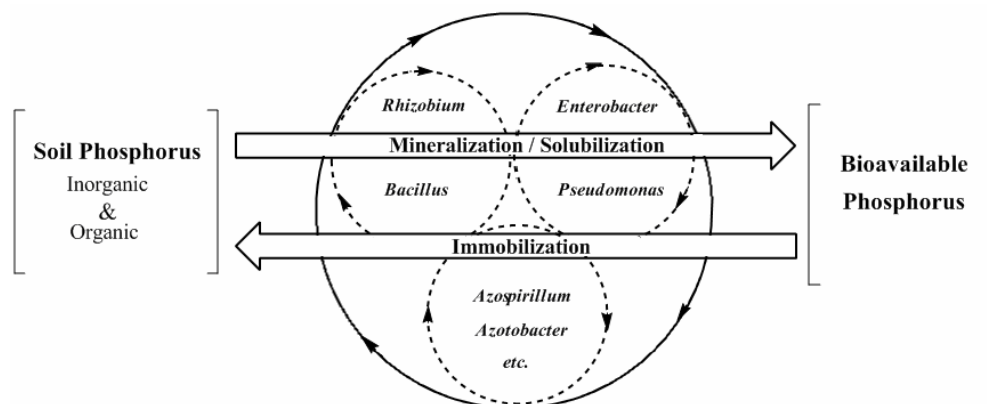 Rhizobium
Enterobacter
Mineralization / Solubilization
Soil Phosphorus
Inorganic
&
Organic
Bioavailable
Phosphorus
Bacillus
Pseudomonas
Immobilization
Azospirillum
Azotobacter
etc.